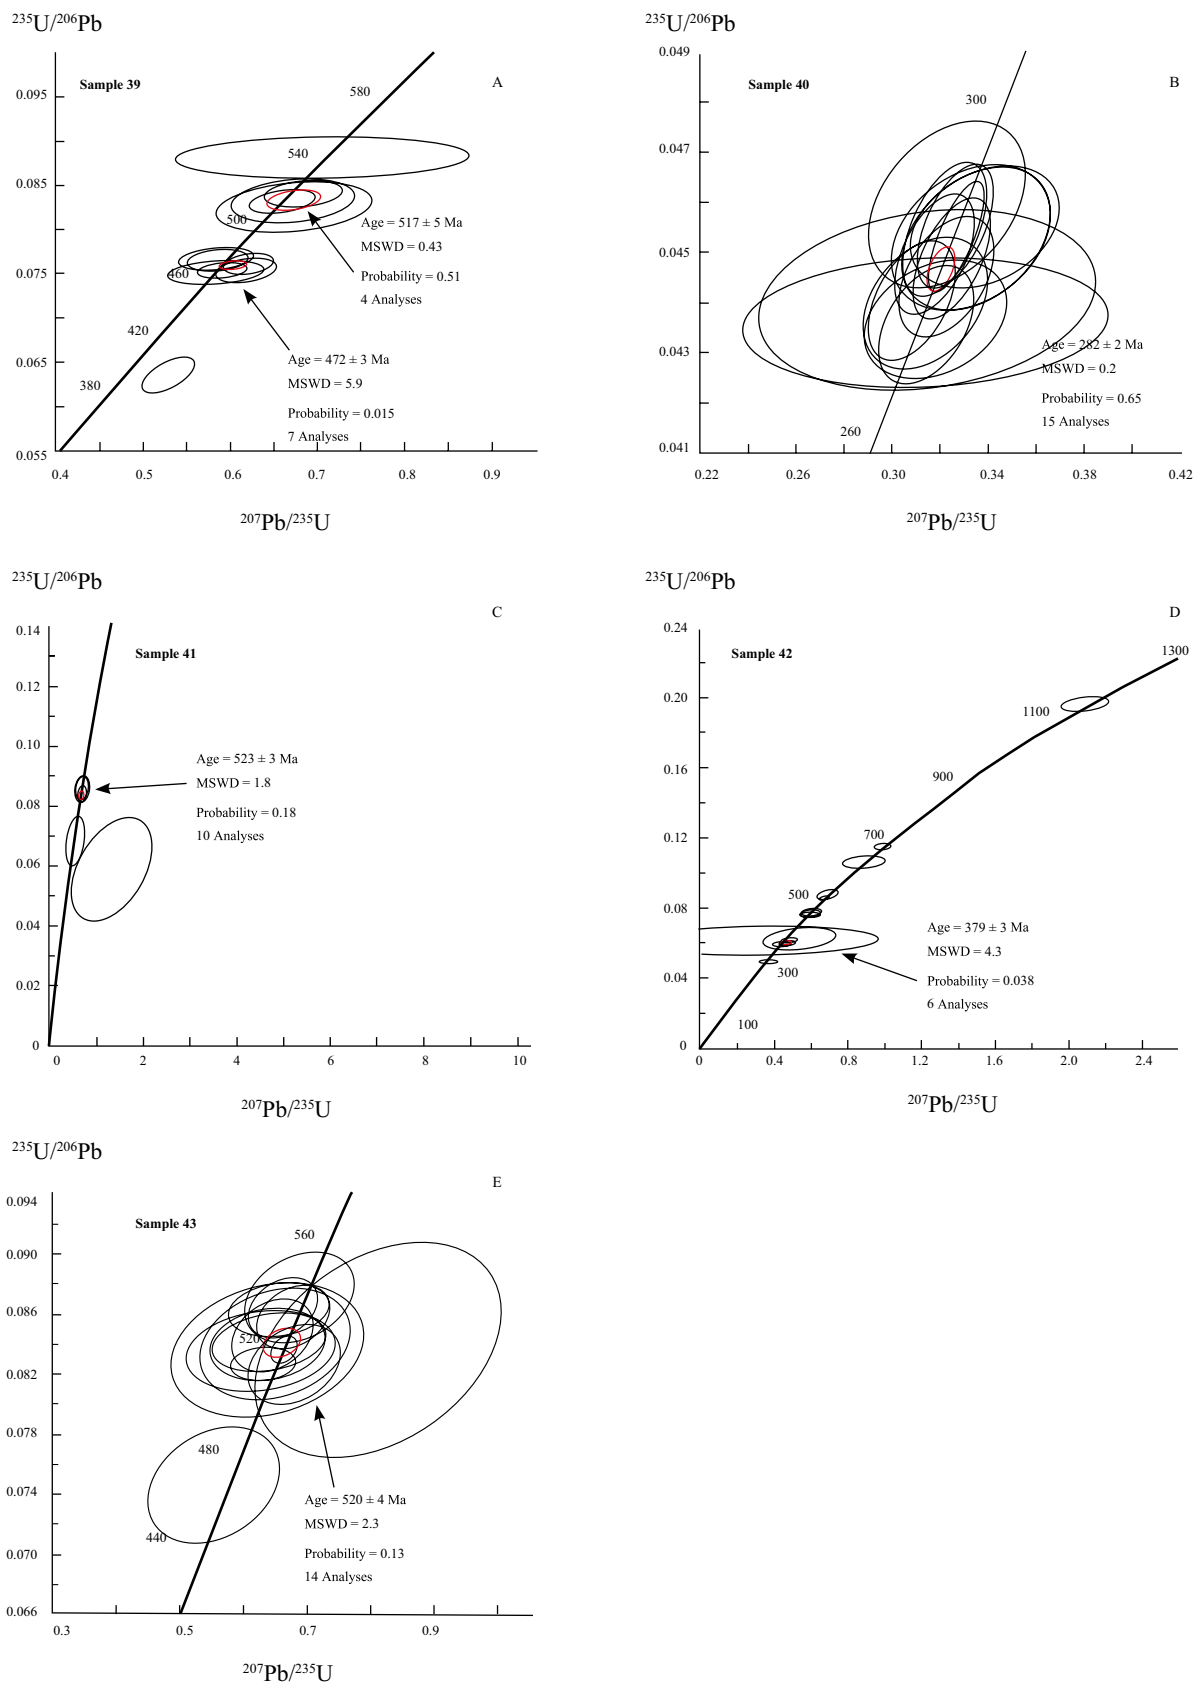 235U/206Pb
A
Sample 39
0.095
0.085
0.075
0.065
0.055
580
540
500
460
420
380
Age = 517 ± 5 Ma
MSWD = 0.43
Probability = 0.51
4 Analyses
Age = 472 ± 3 Ma
MSWD = 5.9
Probability = 0.015
7 Analyses
0.4 0.5 0.6 0.7 0.8 0.9
207Pb/235U
235U/206Pb
B
Sample 40
0.049
0.047
0.045
0.043
0.041
300
260
Age = 282 ± 2 Ma
MSWD = 0.2
Probability = 0.65
15 Analyses
0.22 0.26 0.30 0.34 0.38 0.42
207Pb/235U
235U/206Pb
C
Sample 41
0.14
0.12
0.10
0.08
0.06
0.04
0.02
0
Age = 523 ± 3 Ma
MSWD = 1.8
Probability = 0.18
10 Analyses
0 2 4 6 8 10
207Pb/235U
235U/206Pb
D
Sample 42
0.24
0.20
0.16
0.12
0.08
0.04
0
1300
1100
900
700
500
300
100
Age = 379 ± 3 Ma
MSWD = 4.3
Probability = 0.038
6 Analyses
0 0.4 0.8 1.2 1.6 2.0 2.4
207Pb/235U
235U/206Pb
E
Sample 43
0.094
0.090
0.086
0.082
0.078
0.074
0.070
0.066
560
520
480
440
Age = 520 ± 4 Ma
MSWD = 2.3
Probability = 0.13
14 Analyses
0.3 0.5 0.7 0.9
207Pb/235U